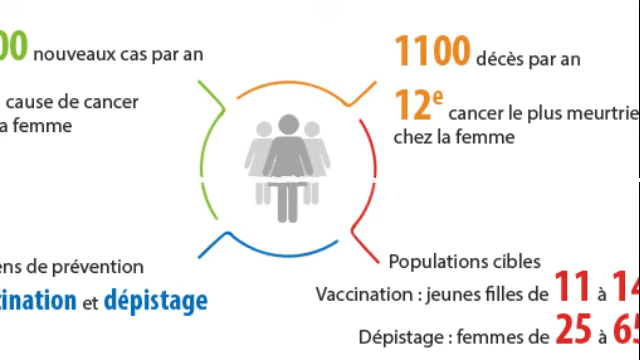 00 nouveaux cas par an
cause de cancer
a femme
1100 décès par an
12e cancer le plus meurtrie
chez la femme
ens de prévention
ination et dépistage
Populations cibles
Vaccination : jeunes filles de 11 à 14
Dépistage : femmes de 25 à 65